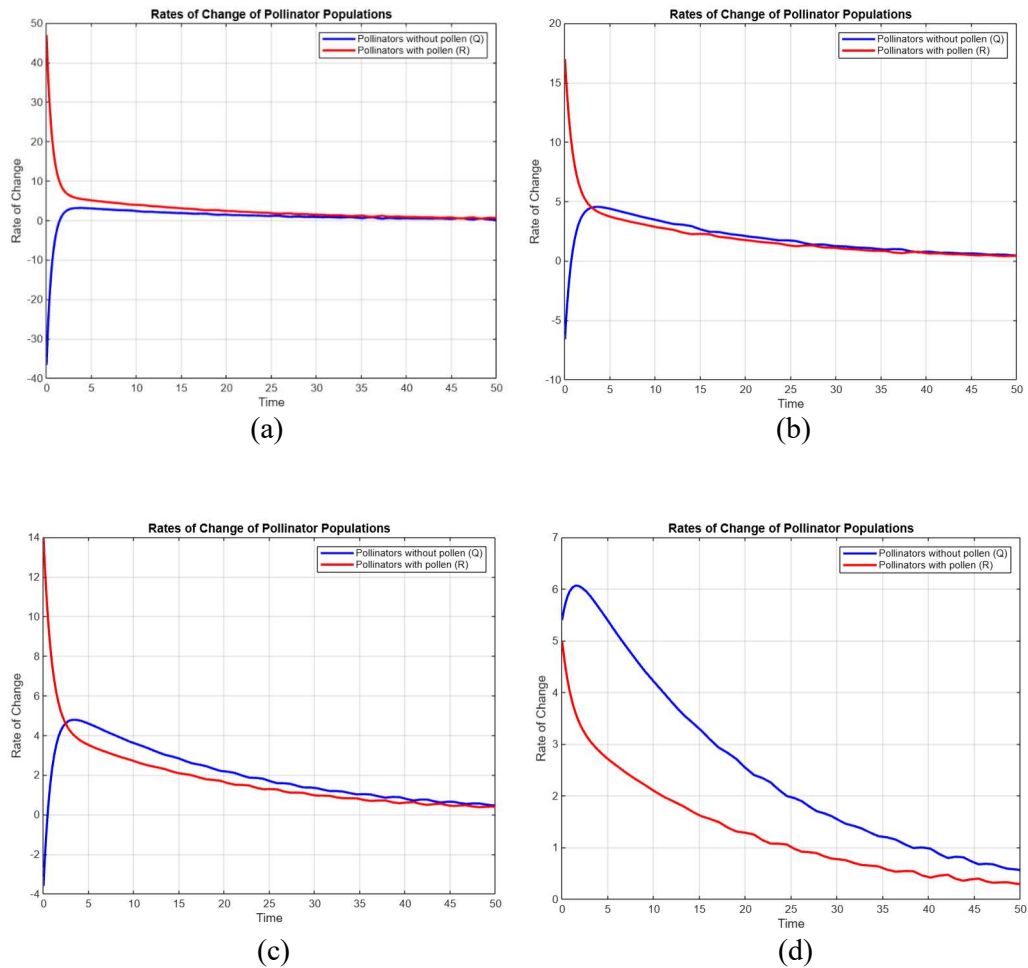 Rates of Change of Pollinator Populations
Pollinators without pollen (Q)
Pollinators with pollen (R)
Rate of Change
50
40
30
20
10
0
-10
-20
-30
-40
0 5 10 15 20 25 30 35 40 45 50
Time
(a)
Rates of Change of Pollinator Populations
Pollinators without pollen (Q)
Pollinators with pollen (R)
Rate of Change
20
15
10
5
0
-5
-10
0 5 10 15 20 25 30 35 40 45 50
Time
(b)
Rates of Change of Pollinator Populations
Pollinators without pollen (Q)
Pollinators with pollen (R)
Rate of Change
14
12
10
8
6
4
2
0
-2
-4
0 5 10 15 20 25 30 35 40 45 50
Time
(c)
Rates of Change of Pollinator Populations
Pollinators without pollen (Q)
Pollinators with pollen (R)
Rate of Change
7
6
5
4
3
2
1
0
0 5 10 15 20 25 30 35 40 45 50
Time
(d)